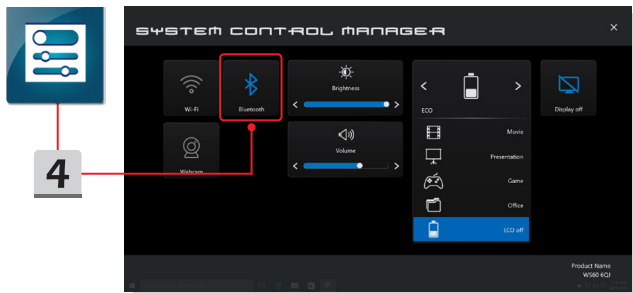 SYSTEM CONTROL MANAGER
Wi-Fi
Bluetooth
Brightness
ECO
Display off
Movie
4
Webcam
Volume
Presentation
Game
Office
ECO off
Product Name
WS60 6QJ